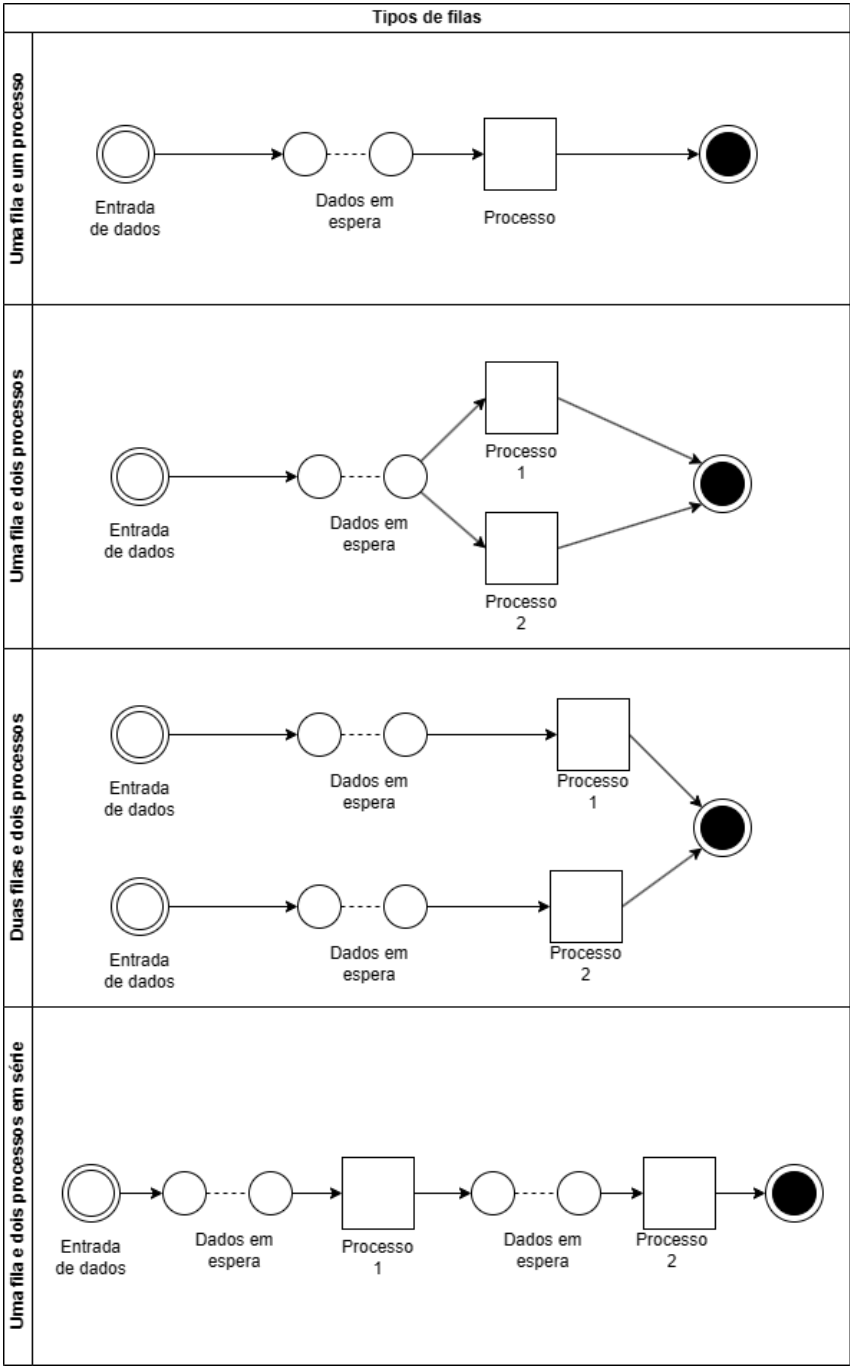 Tipos de filas
Uma fila e um processo
Entrada
de dados
Dados em
espera
Processo
Uma fila e dois processos
Entrada
de dados
Dados em
espera
Processo
1
Processo
2
Duas filas e dois processos
Entrada
de dados
Dados em
espera
Processo
1
Entrada
de dados
Dados em
espera
Processo
2
Uma fila e dois processos em série
Entrada
de dados
Dados em
espera
Processo
1
Dados em
espera
Processo
2